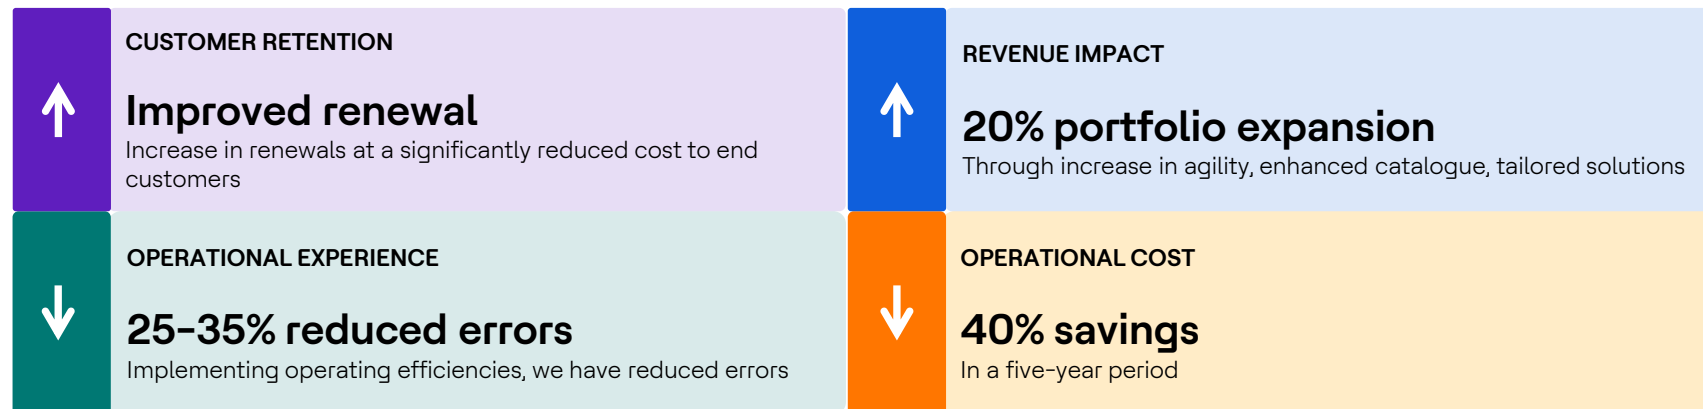 CUSTOMER RETENTION
Improved renewal
Increase in renewals at a significantly reduced cost to end
customers
REVENUE IMPACT
20% portfolio expansion
Through increase in agility, enhanced catalogue, tailored solutions
OPERATIONAL EXPERIENCE
25-35% reduced errors
Implementing operating efficiencies, we have reduced errors
OPERATIONAL COST
40% savings
In a five-year period